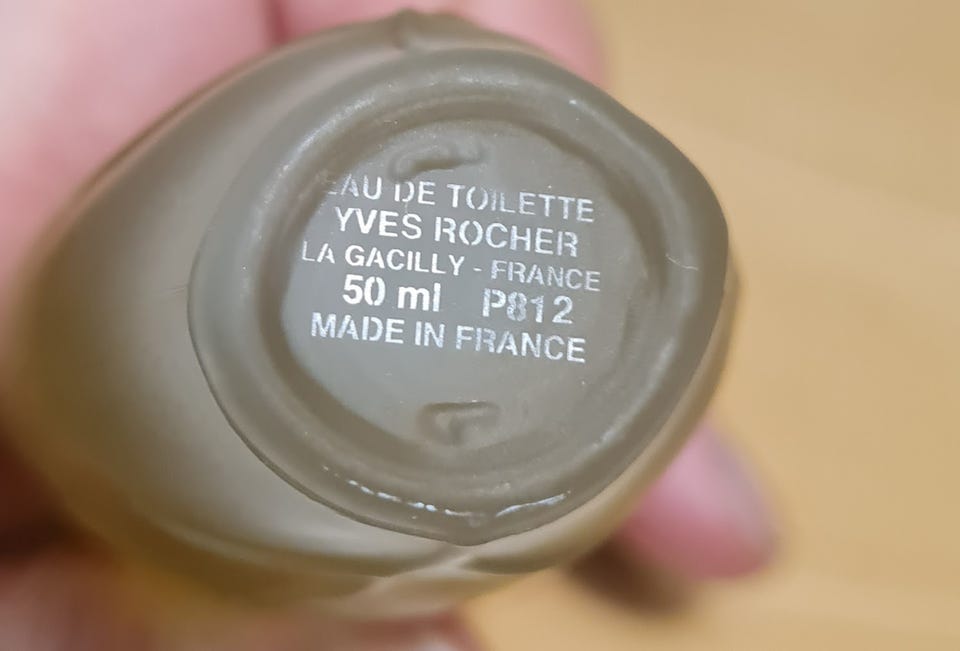 EAU DE TOILETTE
YVES ROCHER
LA GACILLY - FRANCE
50 ml P812
MADE IN FRANCE